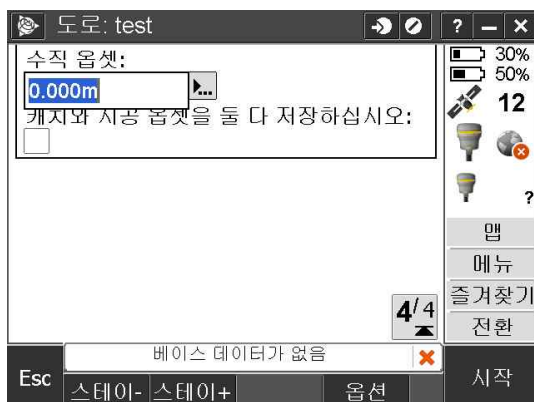 도로: test
? — ×
30%
50%
12
수직 옵셋:
0.000m
캐치와 시공 옵셋을 둘 다 저장하십시오:
?
맵
메뉴
즐겨찾기
전환
4/4
베이스 데이터가 없음
Esc
스테이-
스테이+
옵션
시작